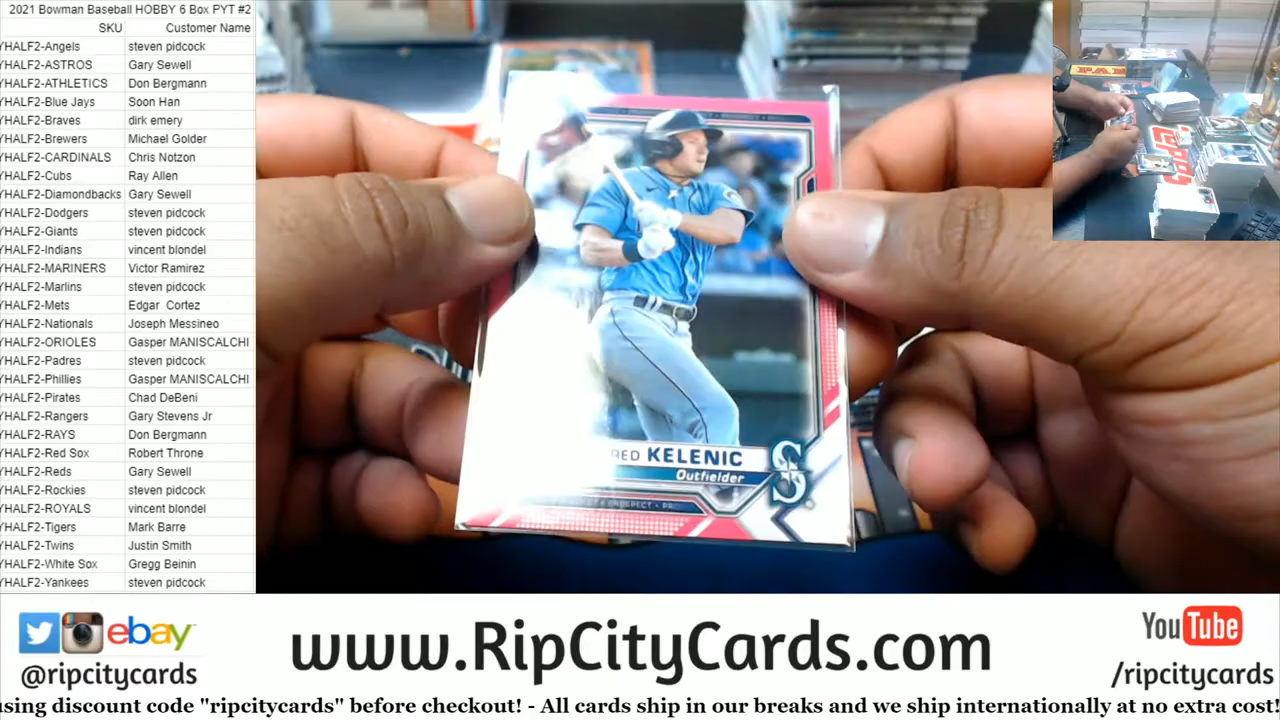 2021 Bowman Baseball HOBBY 6 Box PYT #2
SKU Customer Name
YHALF2-Angels steven pidcock
YHALF2-ASTROS Gary Sewell
YHALF2-ATHLETICS Don Bergmann
YHALF2-Blue Jays Soon Han
YHALF2-Braves dirk emery
YHALF2-Brewers Michael Golder
YHALF2-CARDINALS Chris Notzon
YHALF2-Cubs Ray Allen
YHALF2-Diamondbacks Gary Sewell
YHALF2-Dodgers steven pidcock
YHALF2-Giants steven pidcock
YHALF2-Indians vincent blondel
YHALF2-MARINERS Victor Ramirez
YHALF2-Marlins steven pidcock
YHALF2-Mets Edgar Cortez
YHALF2-Nationals Joseph Messineo
YHALF2-ORIOLES Gasper MANISCALCHI
YHALF2-Padres steven pidcock
YHALF2-Phillies Gasper MANISCALCHI
YHALF2-Pirates Chad DeBeni
YHALF2-Rangers Gary Stevens Jr
YHALF2-RAYS Don Bergmann
YHALF2-Red Sox Robert Throne
YHALF2-Reds Gary Sewell
YHALF2-Rockies steven pidcock
YHALF2-ROYALS vincent blondel
YHALF2-Tigers Mark Barre
YHALF2-Twins Justin Smith
YHALF2-White Sox Gregg Beinin
YHALF2-Yankees steven pidcock
RED KELENIC
Outfielder
S
PROSPECT
Topps
ebay
@ripcitycards
www.RipCityCards.com
YouTube
/ripcitycards
using discount code "ripcitycards" before checkout! - All cards ship in our breaks and we ship internationally at no extra cost!